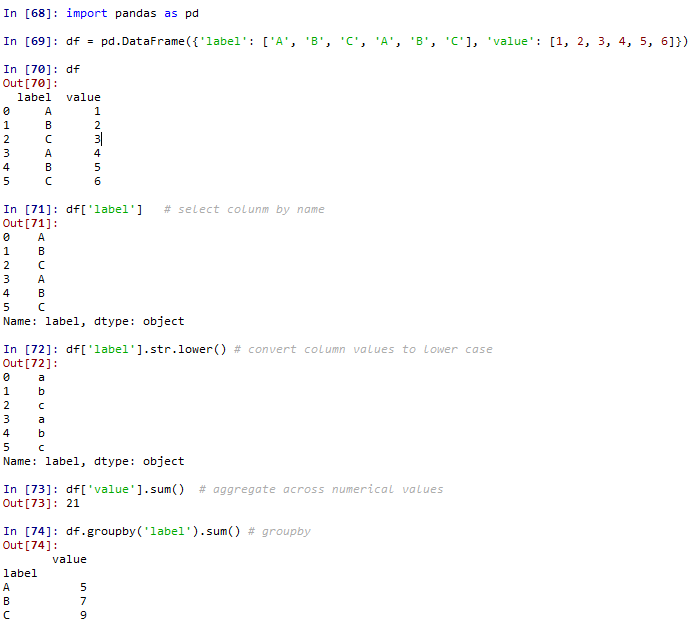 In [68]: import pandas as pd
In [69]: df = pd.DataFrame({'label': ['A', 'B', 'C', 'A', 'B', 'C'], 'value': [1, 2, 3, 4, 5, 6]})
In [70]: df
Out[70]:
  label  value
0     A      1
1     B      2
2     C      3
3     A      4
4     B      5
5     C      6
In [71]: df['label']   # select colunm by name
Out[71]:
0    A
1    B
2    C
3    A
4    B
5    C
Name: label, dtype: object
In [72]: df['label'].str.lower() # convert column values to lower case
Out[72]:
0    a
1    b
2    c
3    a
4    b
5    c
Name: label, dtype: object
In [73]: df['value'].sum()  # aggregate across numerical values
Out[73]: 21
In [74]: df.groupby('label').sum() # groupby
Out[74]:
       value
label
A          5
B          7
C          9